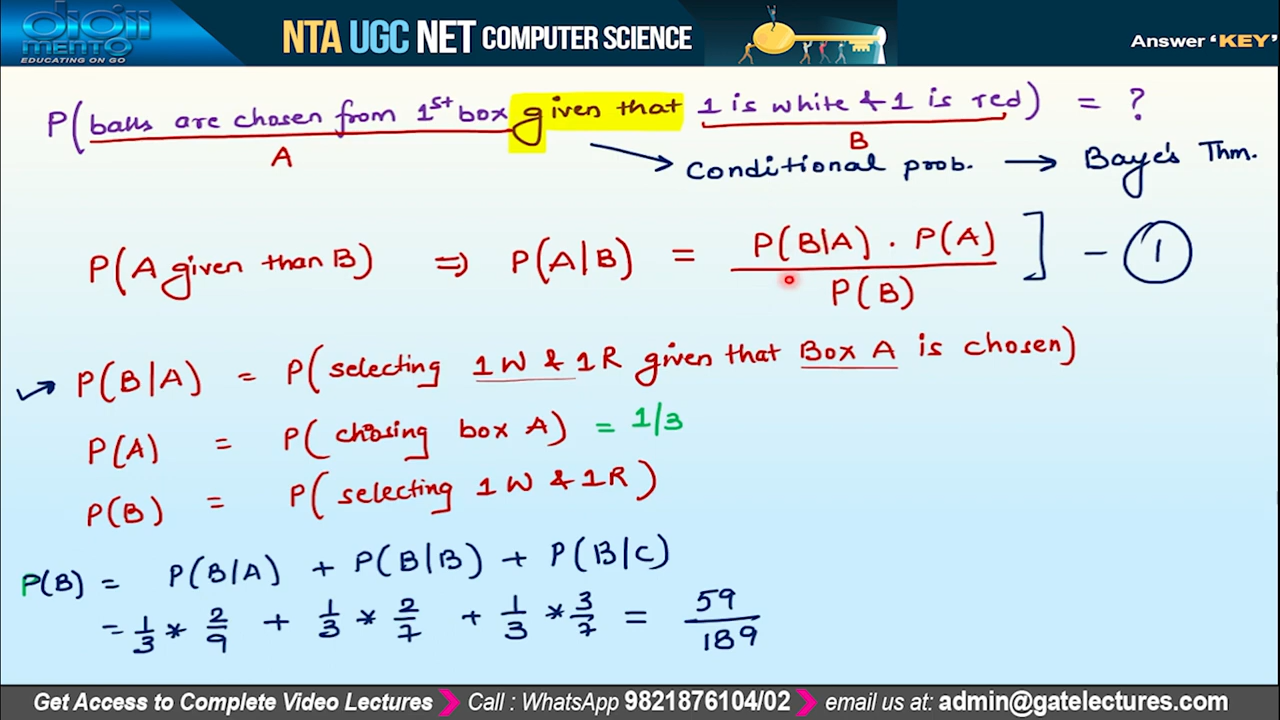 digii
MENTO
EDUCATING ON GO
NTA UGC NET COMPUTER SCIENCE
Answer ‘KEY’
P(balls are chosen from 1st box given that 1 is white & 1 is red) = ?
A B
Conditional prob. → Baye's Thm.
P(A given than B) ⇒ P(A|B) = P(B|A) . P(A) / P(B) ] - ①
P(B|A) = P(selecting 1W & 1R given that Box A is chosen)
P(A) = P(chosing box A) = 1/3
P(B) = P(selecting 1W & 1R)
P(B) = P(B|A) + P(B|B) + P(B|C)
= 1/3 * 2/9 + 1/3 * 2/7 + 1/3 * 3/7 = 59/189
Get Access to Complete Video Lectures Call : WhatsApp 9821876104/02 email us at: admin@gatelectures.com